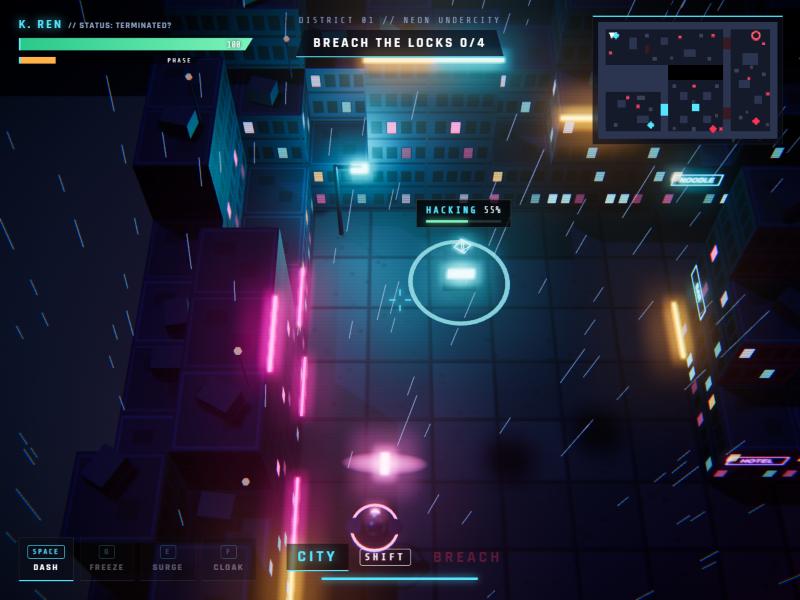 K. REN // STATUS: TERMINATED?
100
PHASE
DISTRICT 01 // NEON UNDERCITY
BREACH THE LOCKS 0/4
NOODLE
HACKING 55%
HOTEL
SPACE
DASH
Q
FREEZE
E
SURGE
F
CLOAK
CITY
SHIFT
BREACH